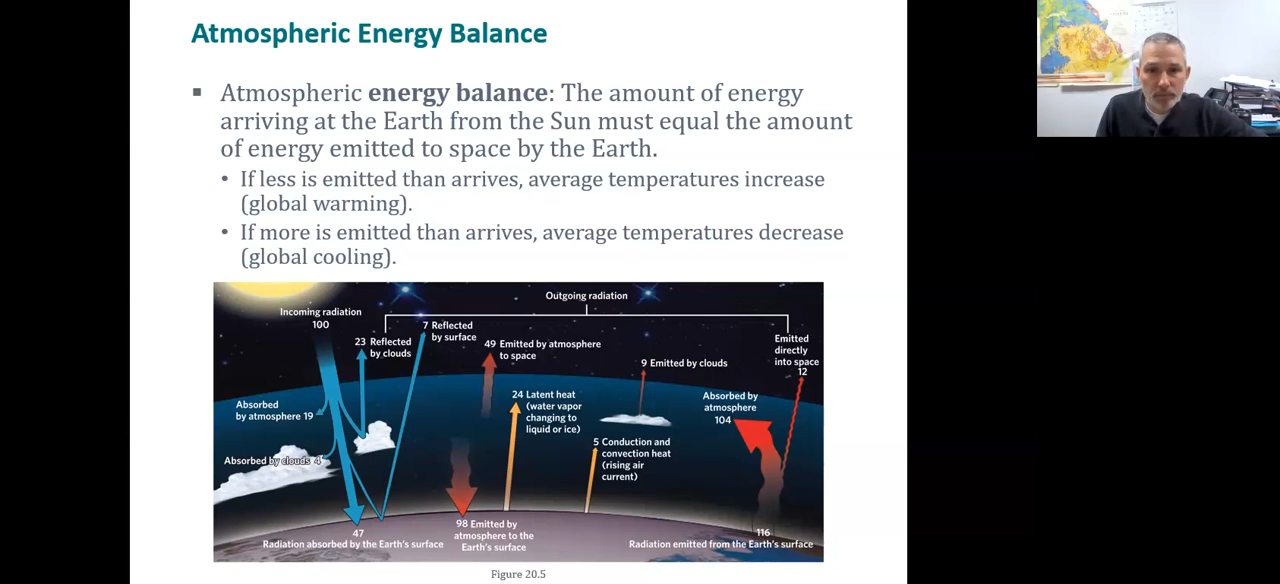 Atmospheric Energy Balance
▪ Atmospheric energy balance: The amount of energy
arriving at the Earth from the Sun must equal the amount
of energy emitted to space by the Earth.
• If less is emitted than arrives, average temperatures increase
(global warming).
• If more is emitted than arrives, average temperatures decrease
(global cooling).
Outgoing radiation
Incoming radiation
100
23 Reflected
by clouds
7 Reflected
by surface
49 Emitted by atmosphere
to space
9 Emitted by clouds
Emitted
directly
into space
12
Absorbed
by atmosphere 19
24 Latent heat
(water vapor
changing to
liquid or ice)
Absorbed by
atmosphere
104
Absorbed by clouds 4
5 Conduction and
convection heat
(rising air
current)
47
Radiation absorbed by the Earth's surface
98 Emitted by
atmosphere to the
Earth's surface
116
Radiation emitted from the Earth's surface
Figure 20.5